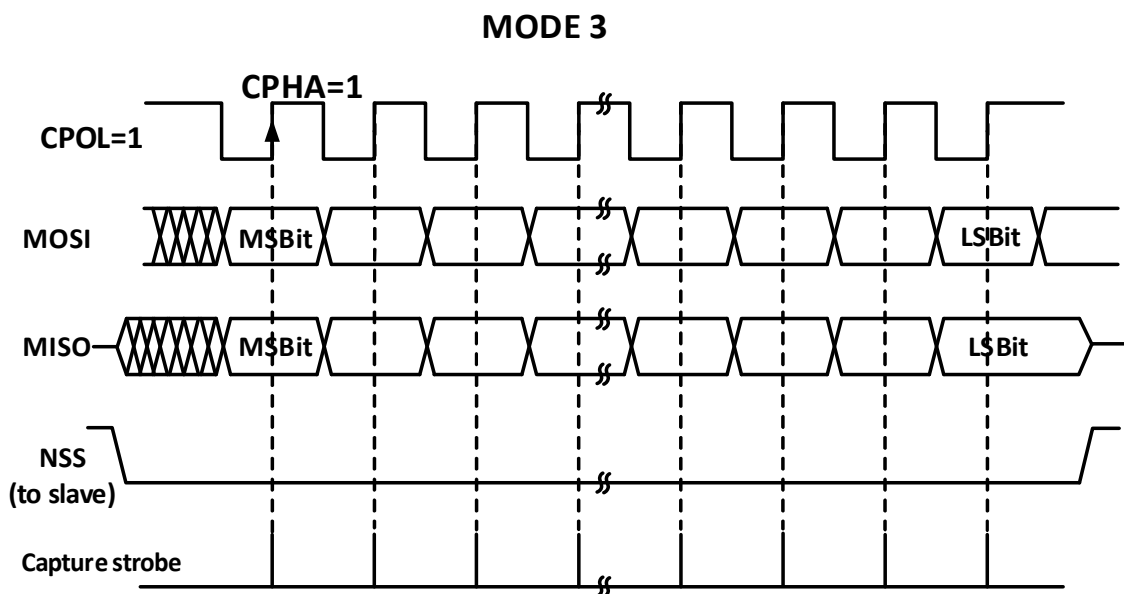 MODE 3
CPHA=1
CPOL=1
MOSI
MSBit
LSBit
MISO
MSBit
LSBit
NSS
(to slave)
Capture strobe